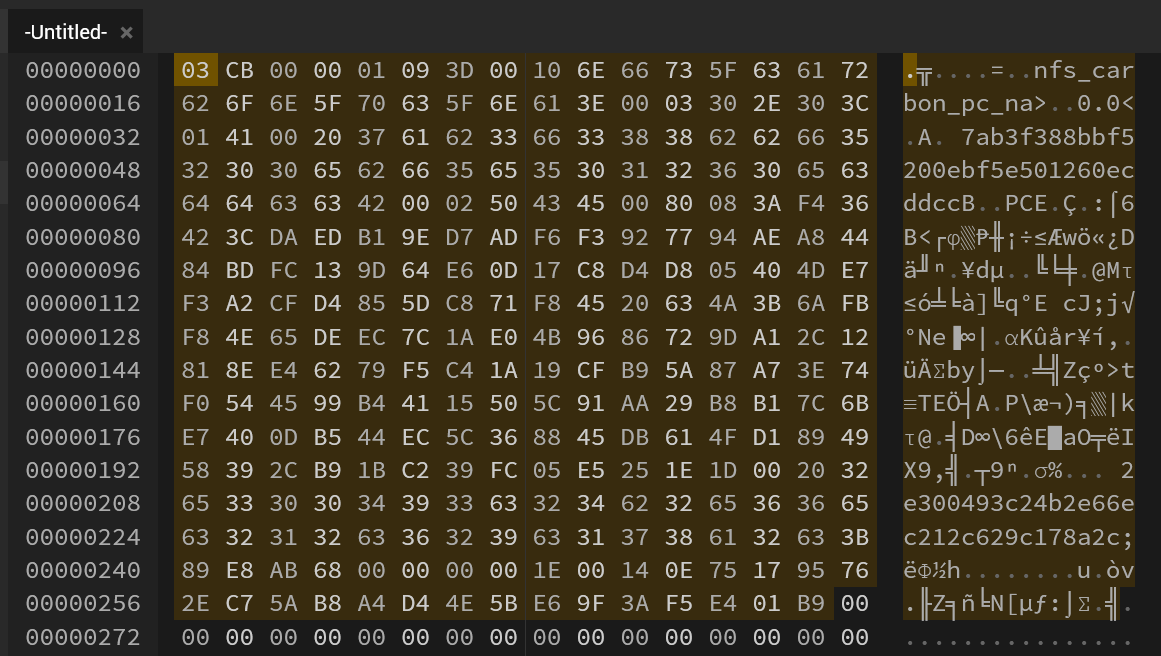 -Untitled- ×
00000000 03 CB 00 00 01 09 3D 00 10 6E 66 73 5F 63 61 72 .╦....=..nfs_car
00000016 62 6F 6E 5F 70 63 5F 6E 61 3E 00 03 30 2E 30 3C bon_pc_na>..0.0<
00000032 01 41 00 20 37 61 62 33 66 33 38 38 62 62 66 35 .A. 7ab3f388bbf5
00000048 32 30 30 65 62 66 35 65 35 30 31 32 36 30 65 63 200ebf5e501260ec
00000064 64 64 63 63 42 00 02 50 43 45 00 80 08 3A F4 36 ddccB..PCE.Ç.:⌠6
00000080 42 3C DA ED B1 9E D7 AD F6 F3 92 77 94 AE A8 44 B<┌φ▒₧╫¡÷≤Æwö«¿D
00000096 84 BD FC 13 9D 64 E6 0D 17 C8 D4 D8 05 40 4D E7 ä╜ⁿ.¥dµ..╚╘╪.@Mτ
00000112 F3 A2 CF D4 85 5D C8 71 F8 45 20 63 4A 3B 6A FB ≤ó╧╘à]╚q°E cJ;j√
00000128 F8 4E 65 DE EC 7C 1A E0 4B 96 86 72 9D A1 2C 12 °Ne▐∞|.αKûår¥í,.
00000144 81 8E E4 62 79 F5 C4 1A 19 CF B9 5A 87 A7 3E 74 üÄΣby⌡─..╧╣Zçº>t
00000160 F0 54 45 99 B4 41 15 50 5C 91 AA 29 B8 B1 7C 6B ≡TEÖ┤A.P\æ¬)╕▒|k
00000176 E7 40 0D B5 44 EC 5C 36 88 45 DB 61 4F D1 89 49 τ@.╡D∞\6êE█aO╤ëI
00000192 58 39 2C B9 1B C2 39 FC 05 E5 25 1E 1D 00 20 32 X9,╣.┬9ⁿ.σ%... 2
00000208 65 33 30 30 34 39 33 63 32 34 62 32 65 36 36 65 e300493c24b2e66e
00000224 63 32 31 32 63 36 32 39 63 31 37 38 61 32 63 3B c212c629c178a2c;
00000240 89 E8 AB 68 00 00 00 00 1E 00 14 0E 75 17 95 76 ëΦ½h........u.òv
00000256 2E C7 5A B8 A4 D4 4E 5B E6 9F 3A F5 E4 01 B9 00 .╟Z╕ñ╘N[µƒ:⌡Σ.╣.
00000272 00 00 00 00 00 00 00 00 00 00 00 00 00 00 00 00 ................